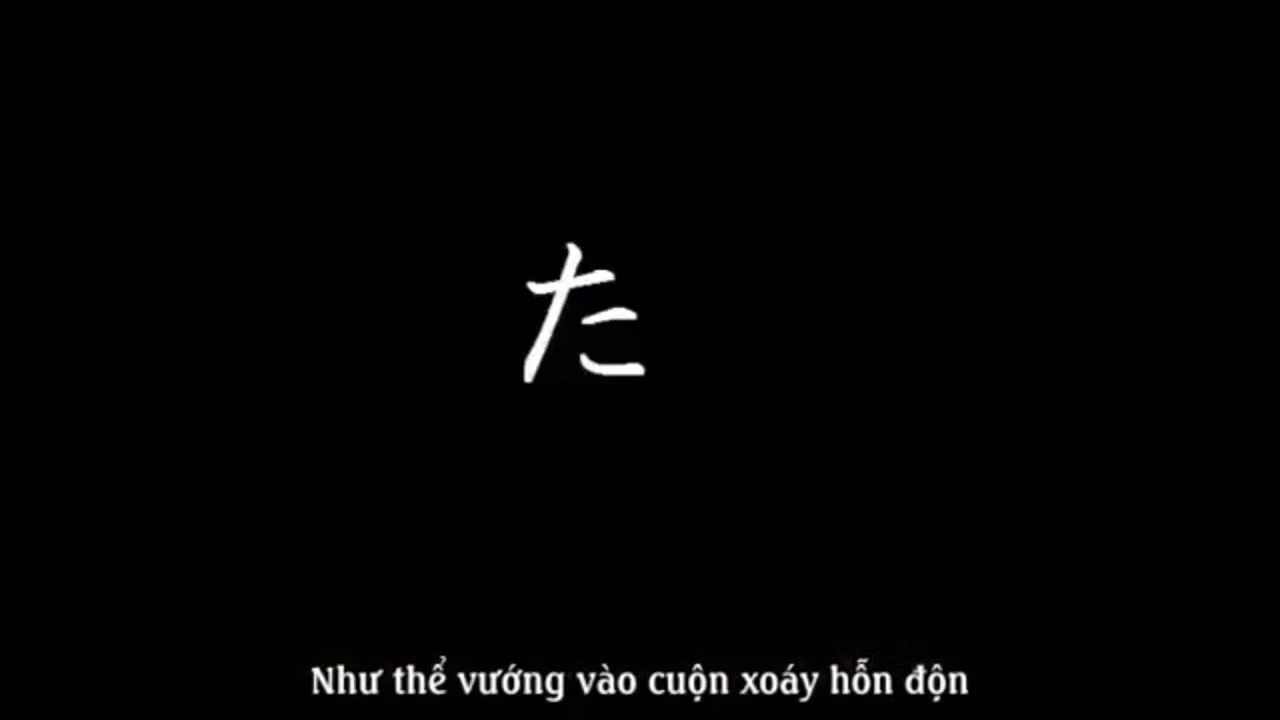 た
Như thể vướng vào cuộn xoáy hỗn độn